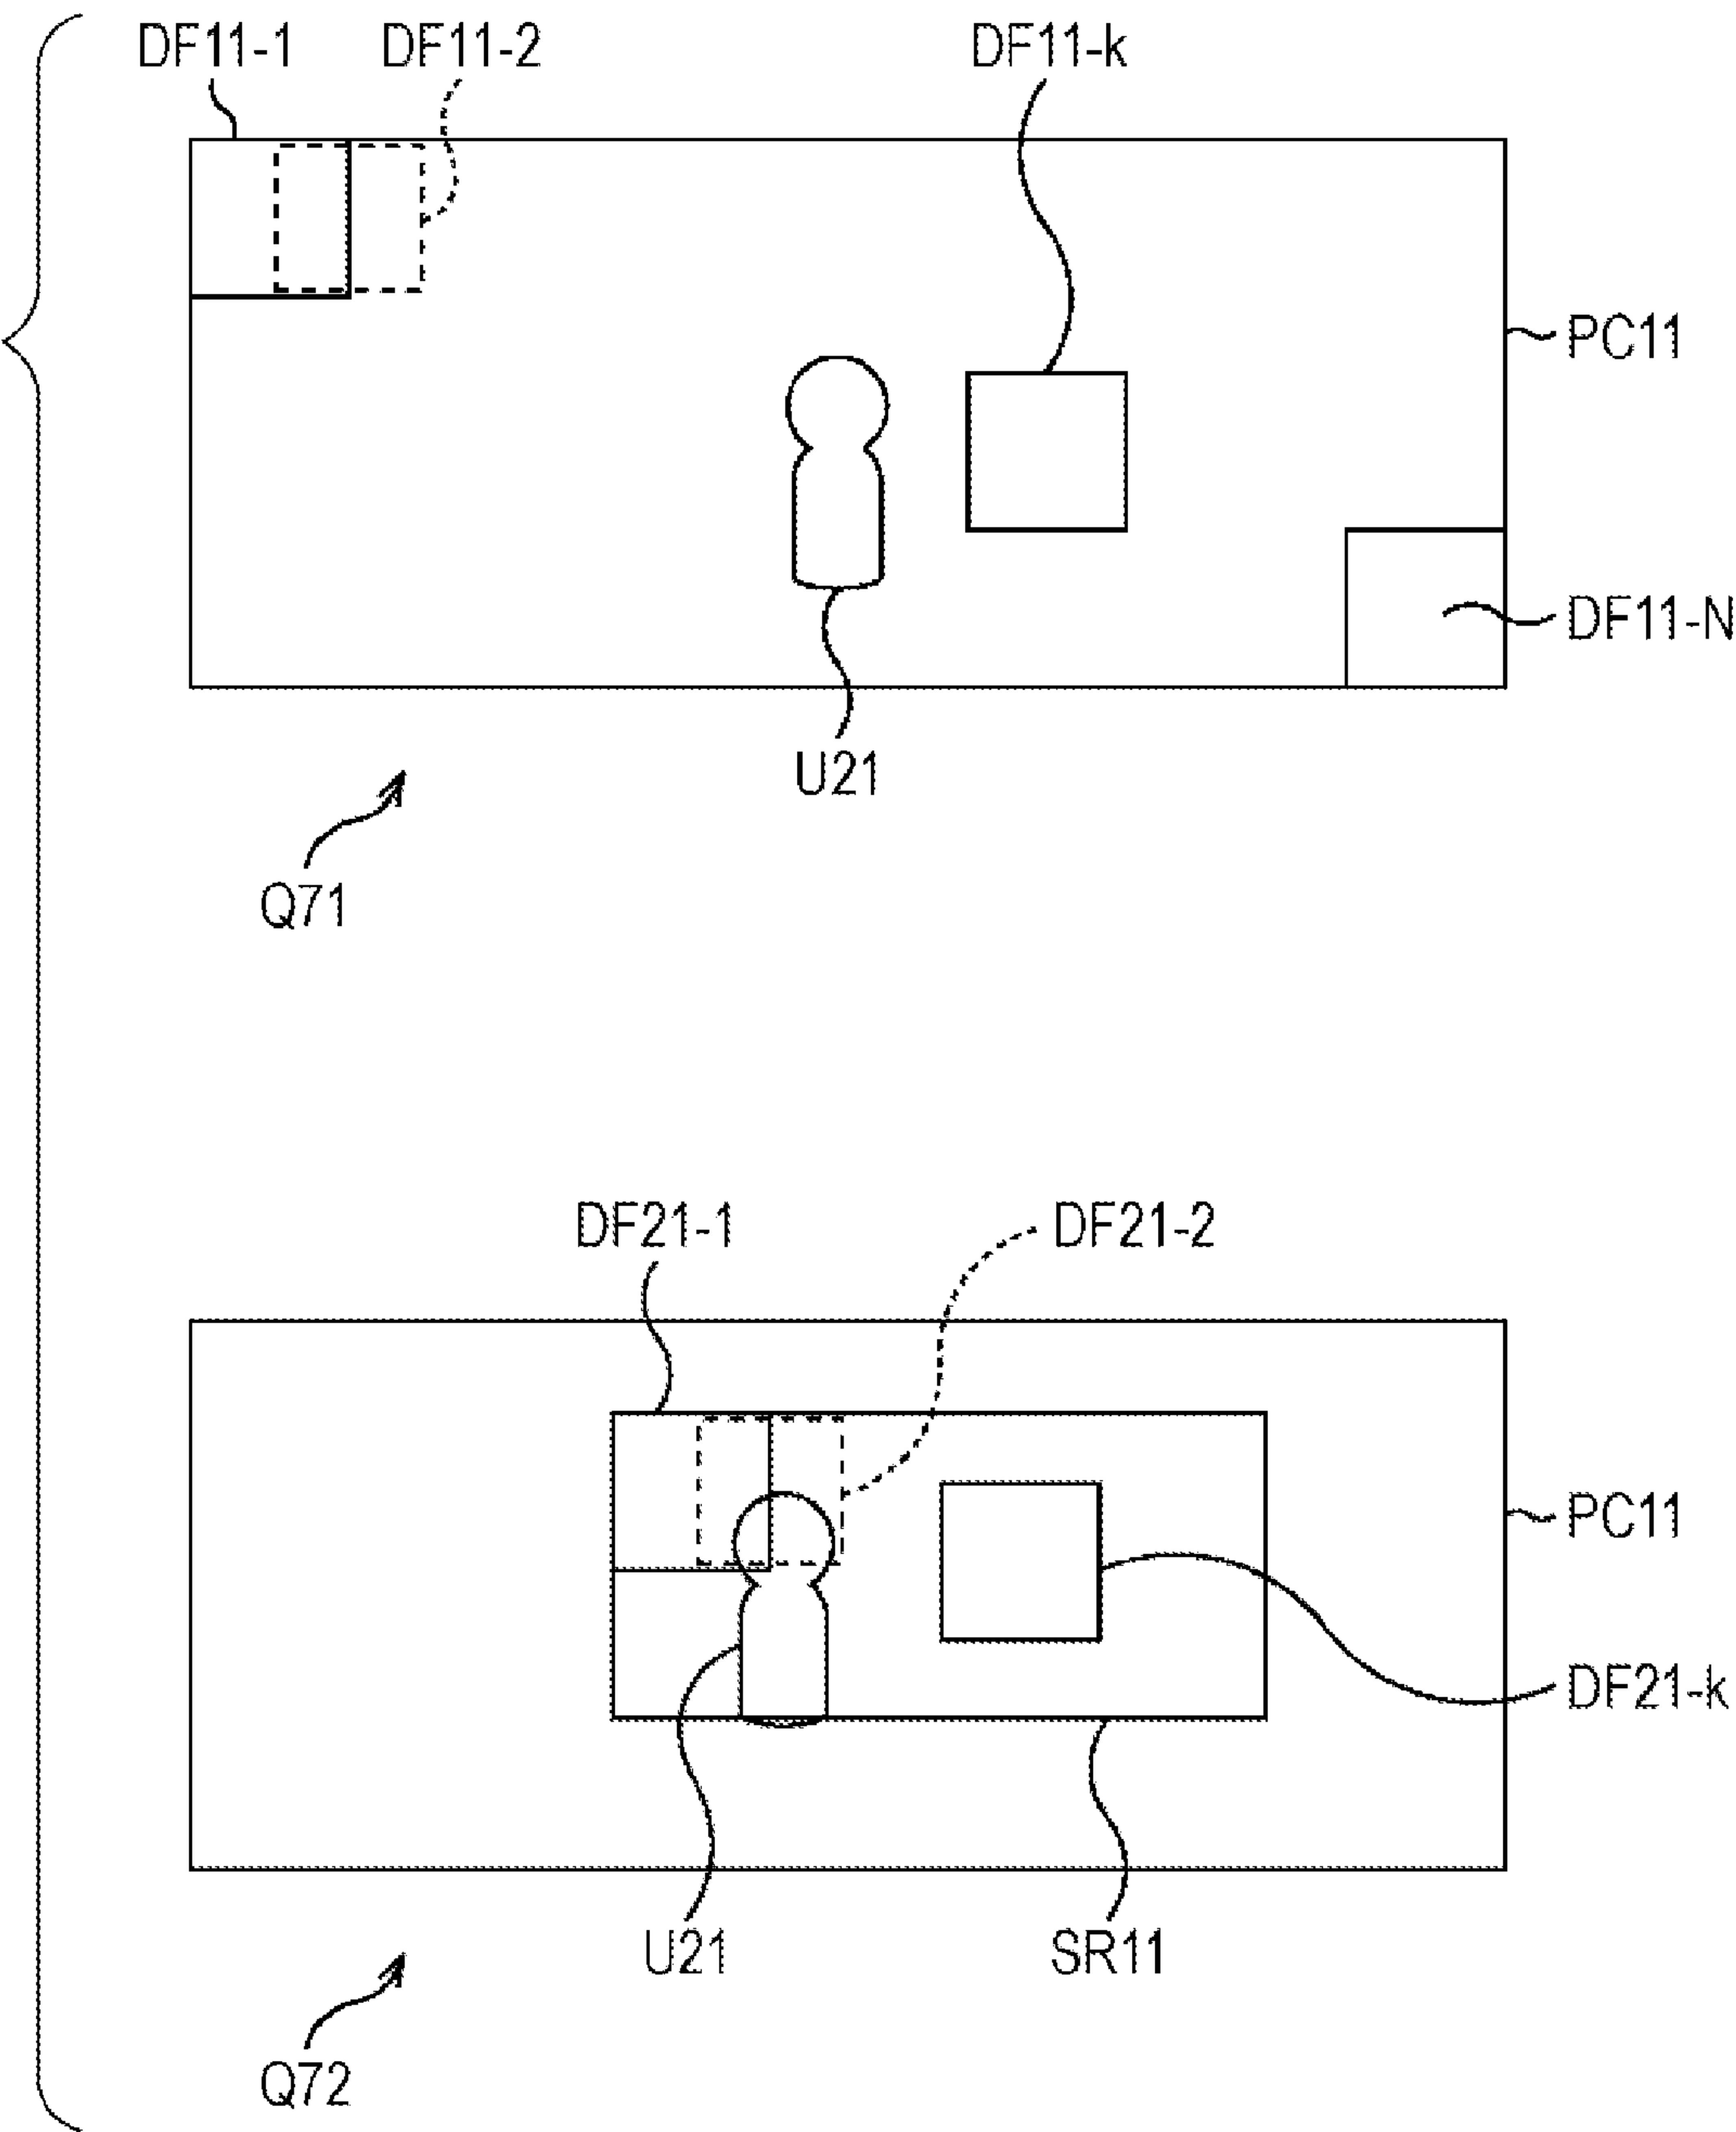 DF11-1 DF11-2 DF11-k
PC11
DF11-N
U21
Q71
DF21-1 DF21-2
PC11
DF21-k
U21 SR11
Q72